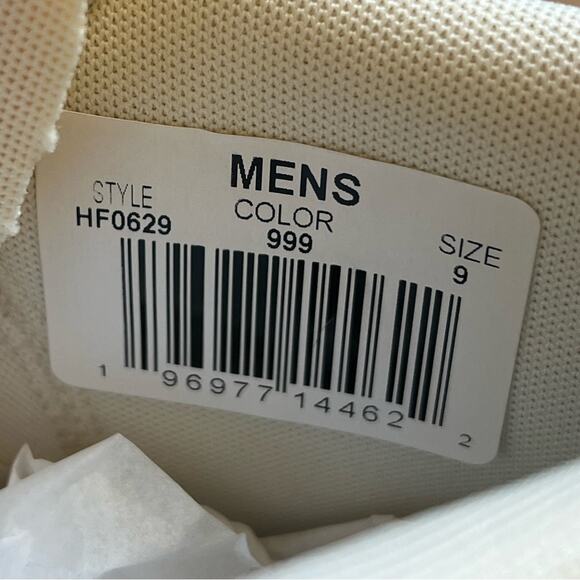 MENS
STYLE COLOR SIZE
HF0629 999 9
1 96977 14462 2